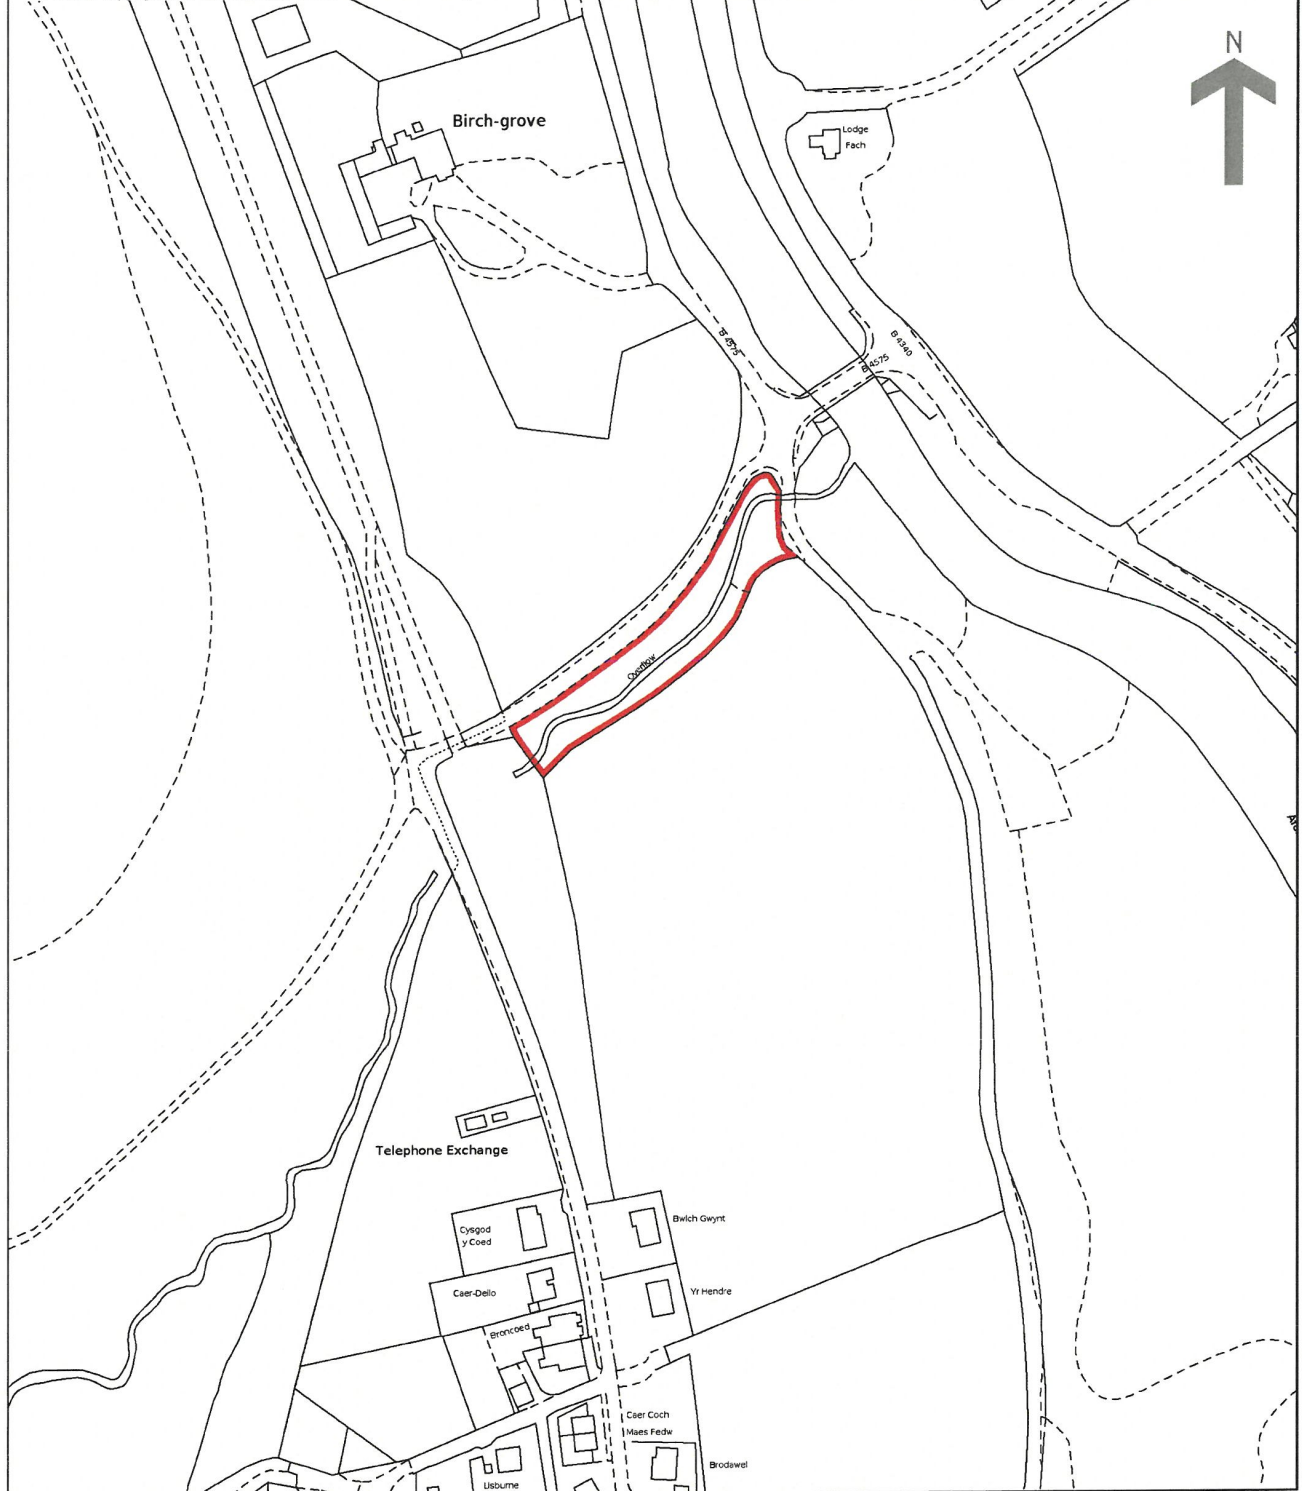 N
Birch-grove
Lodge
Fach
B 4575
B 4340
B 4575
Overflow
Telephone Exchange
Cysgod
y Coed
Bwlch Gwynt
Caer-Dello
Yr Hendre
Broncoed
Caer Coch
Maes Fedw
Brodawel
Lisburne